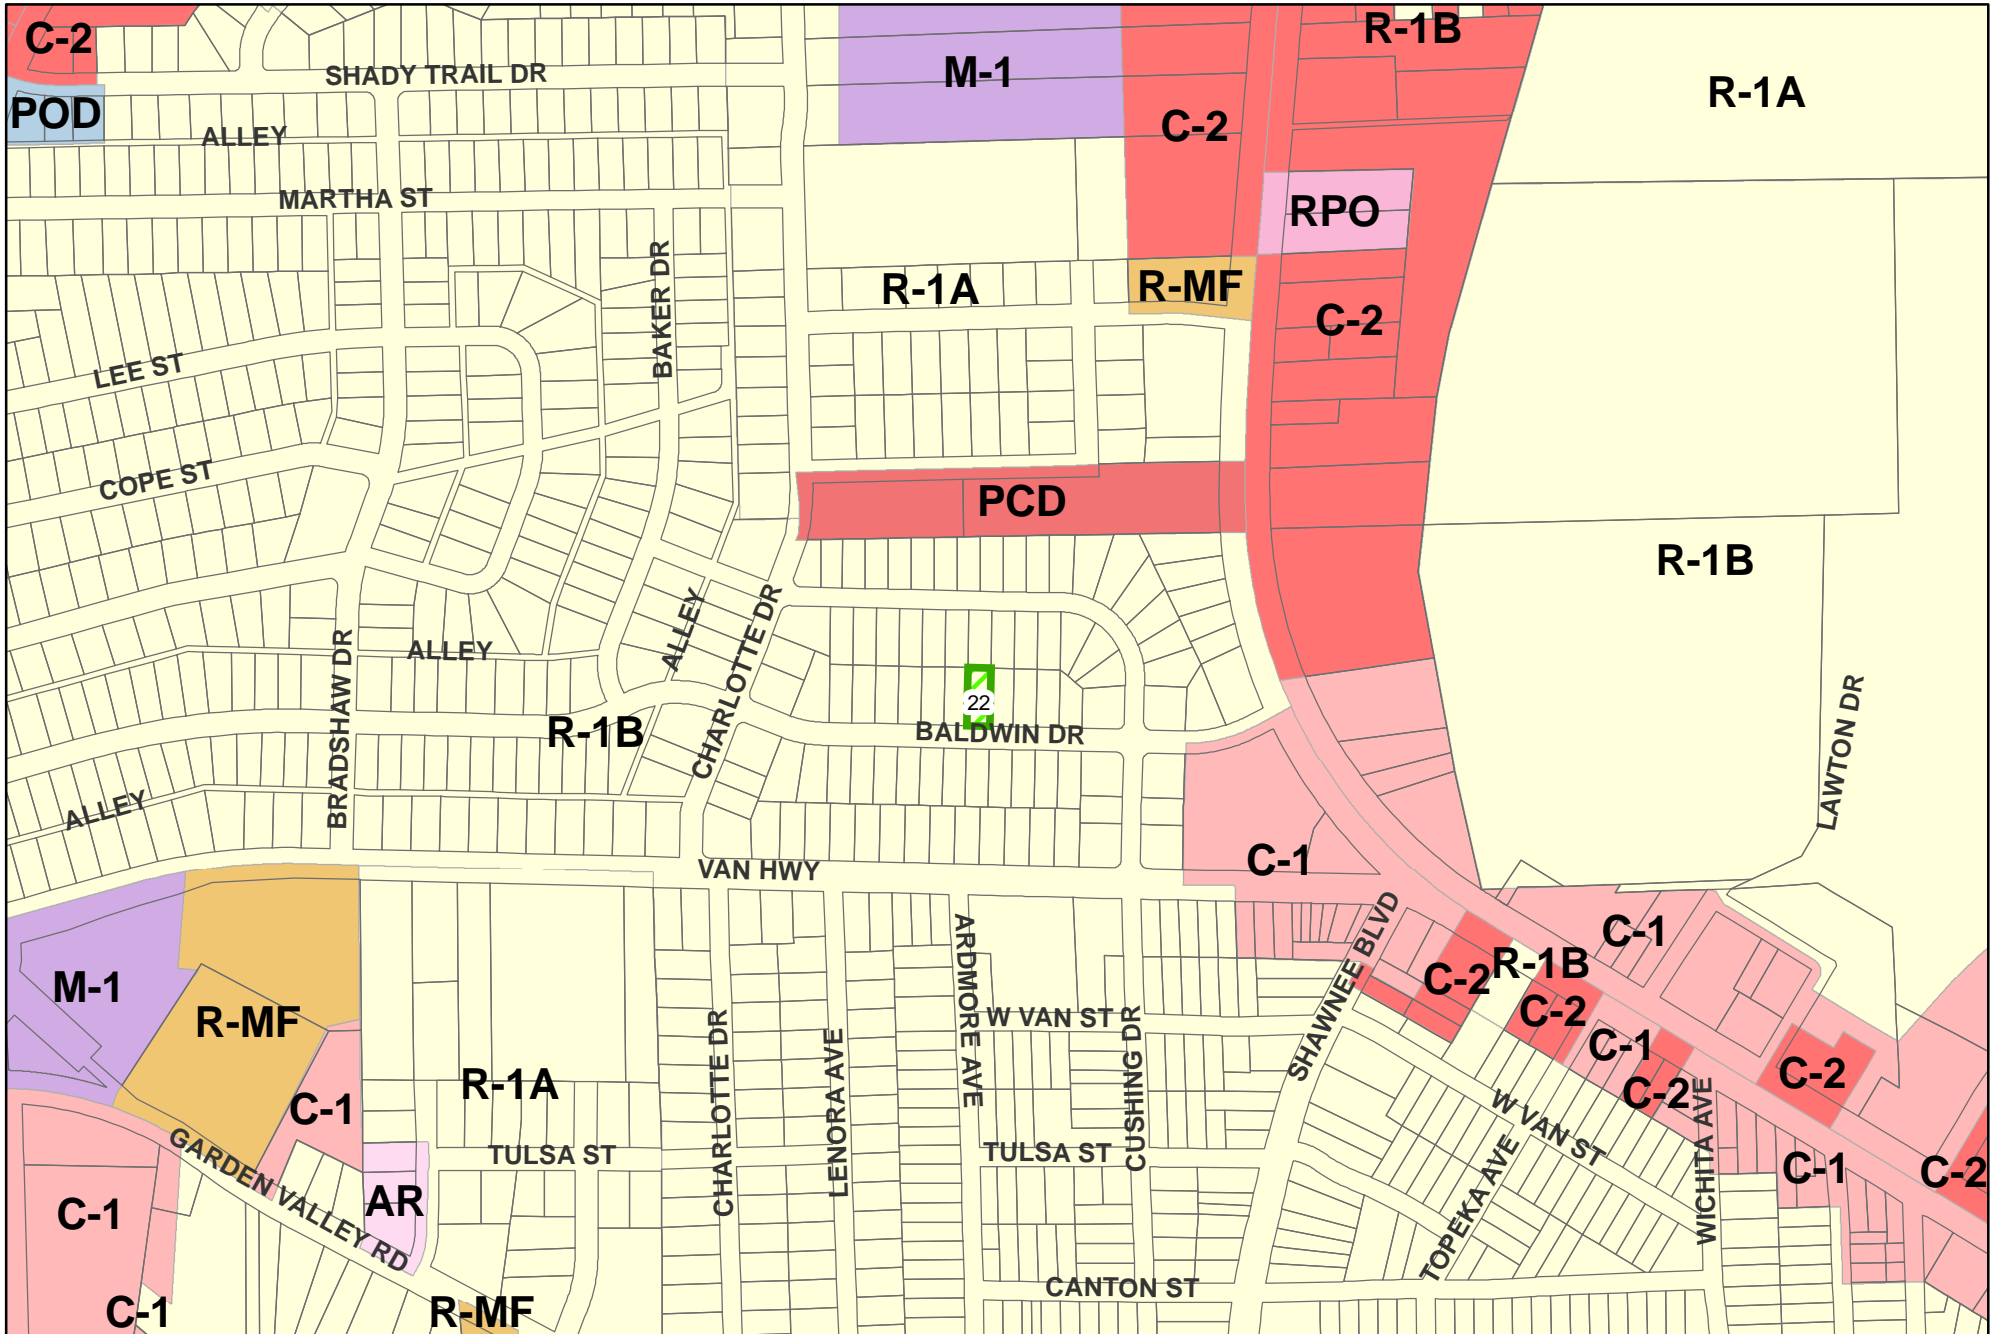 C-2
R-1B
SHADY TRAIL DR
M-1
R-1A
POD
C-2
ALLEY
MARTHA ST
RPO
BAKER DR
R-1A
R-MF
C-2
LEE ST
COPE ST
PCD
R-1B
ALLEY
CHARLOTTE DR
ALLEY
BRADSHAW DR
22
R-1B
BALDWIN DR
LAWTON DR
ALLEY
VAN HWY
C-1
SHAWNEE BLVD
C-1
ARDMORE AVE
R-1B
C-2
M-1
R-MF
W VAN ST
C-2
CUSHING DR
C-1
CHARLOTTE DR
LENORA AVE
C-2
C-2
R-1A
C-1
W VAN ST
WICHITA AVE
GARDEN VALLEY RD
TULSA ST
TULSA ST
C-1
C-2
AR
C-1
TOPEKA AVE
CANTON ST
C-1
R-MF